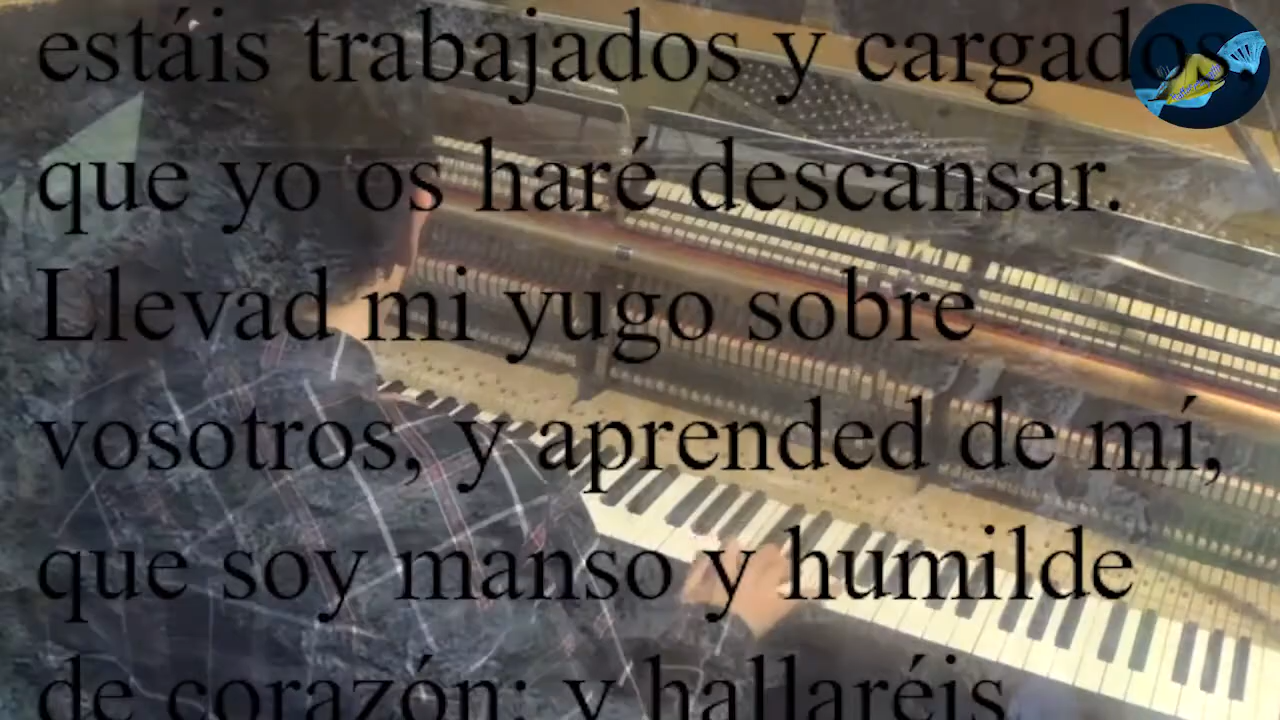 estáis trabajados y cargados
que yo os haré descansar.
Llevad mi yugo sobre
vosotros, y aprended de mí,
que soy manso y humilde
de corazón; y hallaréis